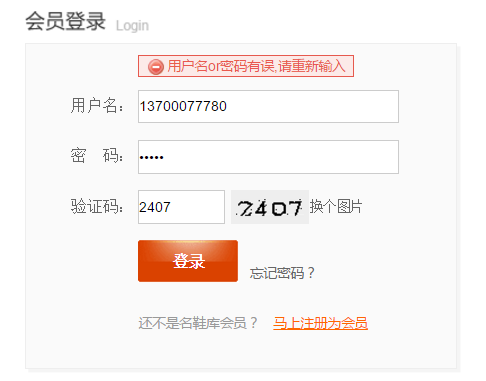 会员登录 Login
用户名or密码有误,请重新输入
用户名： 13700077780
密 码： •••••
验证码： 2407 2407 换个图片
登录 忘记密码？
还不是名鞋库会员？ 马上注册为会员